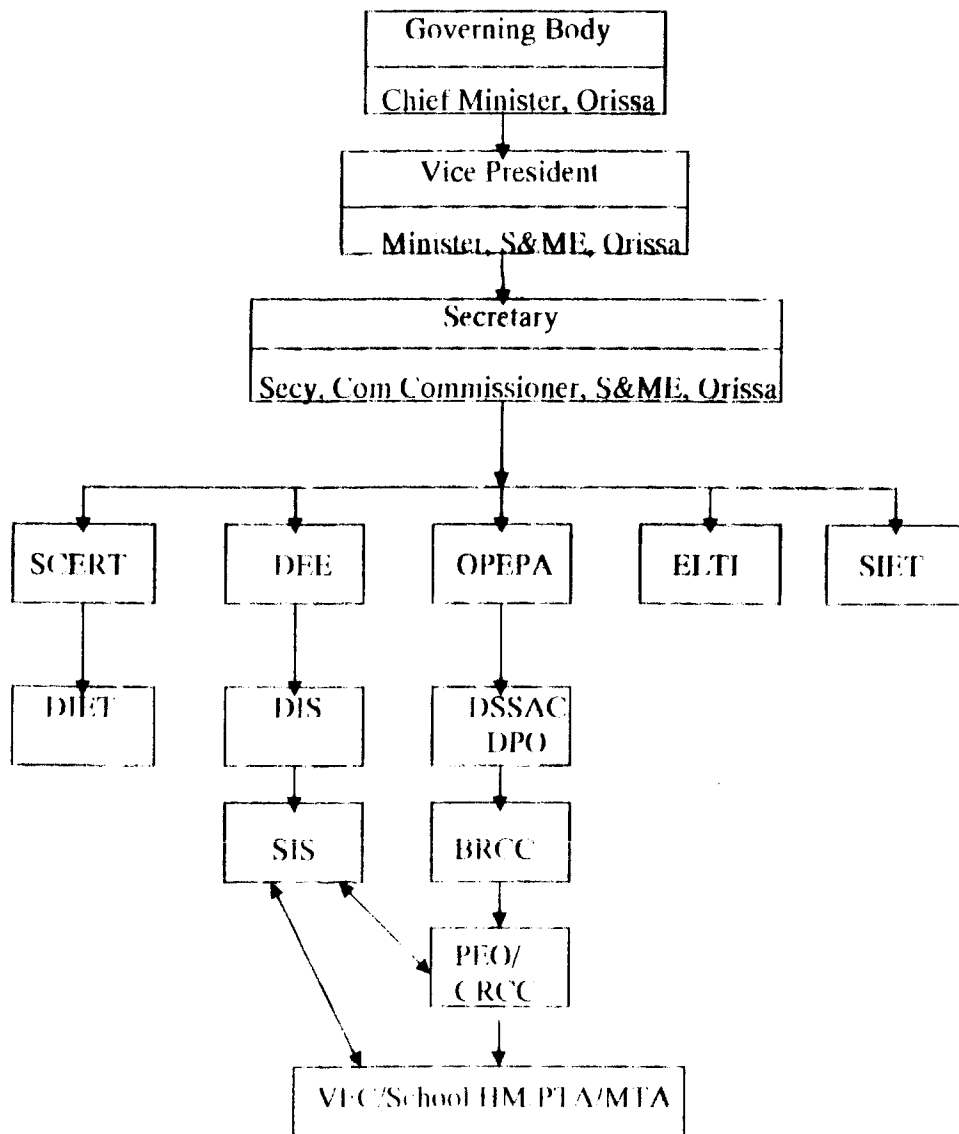 Governing Body
Chief Minister, Orissa
Vice President
Minister, S&ME, Orissa
Secretary
Secy, Com Commissioner, S&ME, Orissa
SCERT
DEE
OPEPA
ELTI
SIET
DIET
DIS
DSSAC
DPO
SIS
BRCC
PEO/
CRCC
VEC/School HM PTA/MTA